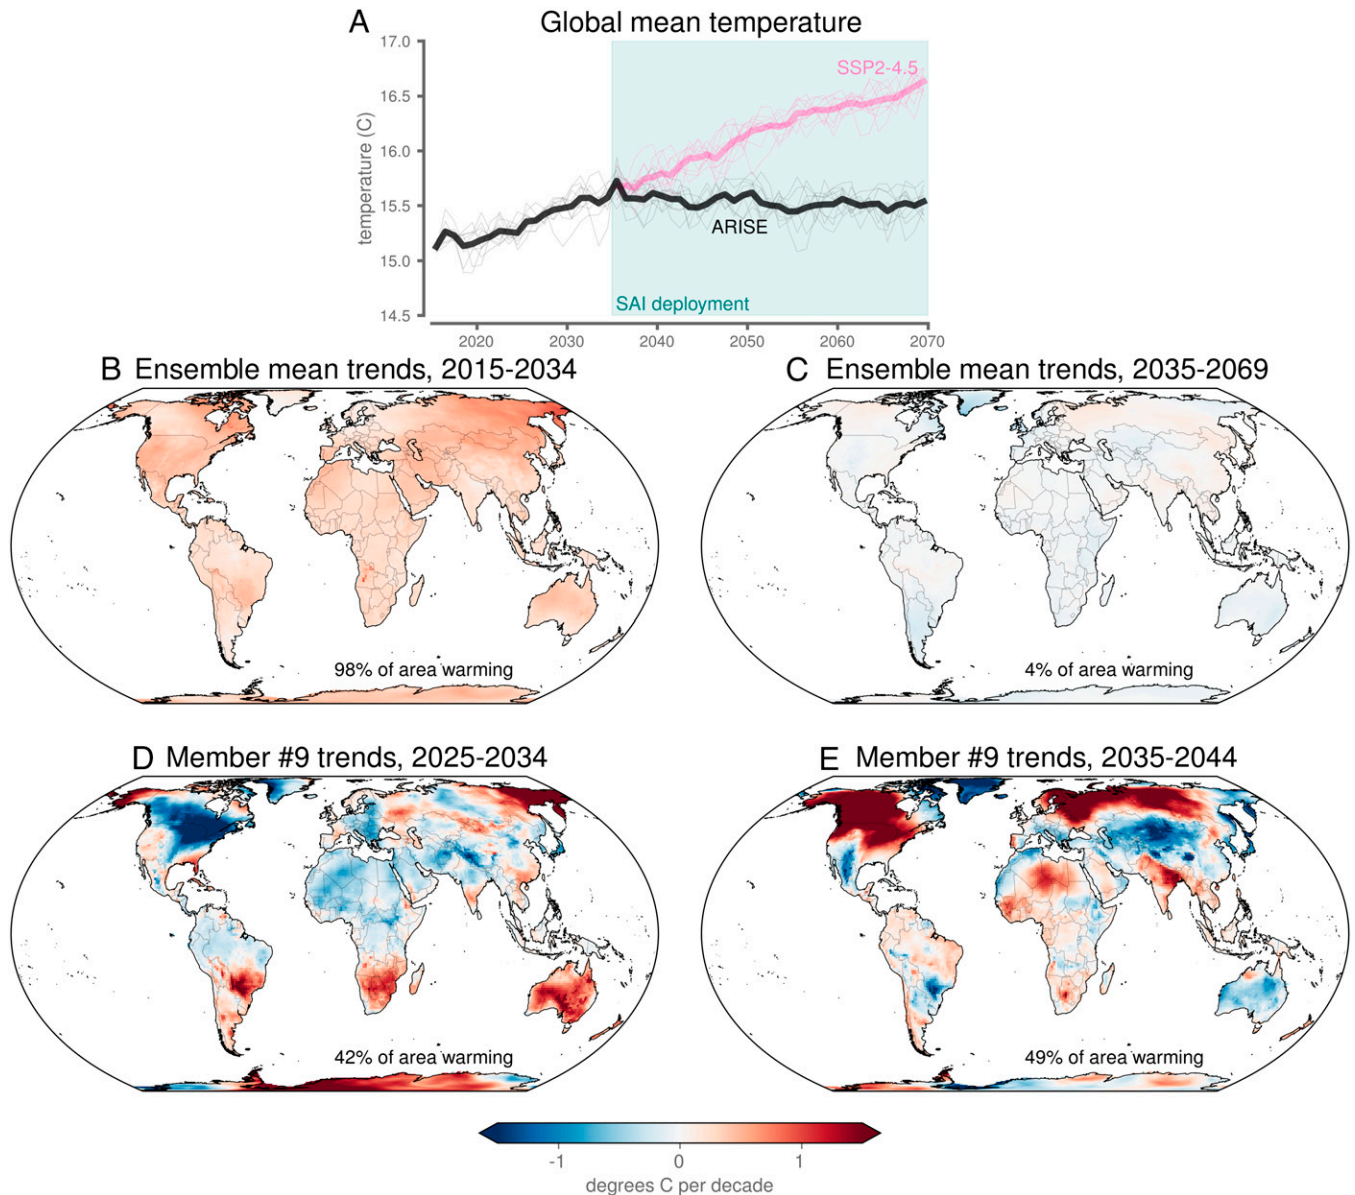 A Global mean temperature
17.0
16.5
16.0
15.5
15.0
14.5
temperature (C)
SSP2-4.5
ARISE
SAI deployment
2020 2030 2040 2050 2060 2070
B Ensemble mean trends, 2015-2034
98% of area warming
C Ensemble mean trends, 2035-2069
4% of area warming
D Member #9 trends, 2025-2034
42% of area warming
E Member #9 trends, 2035-2044
49% of area warming
-1 0 1
degrees C per decade